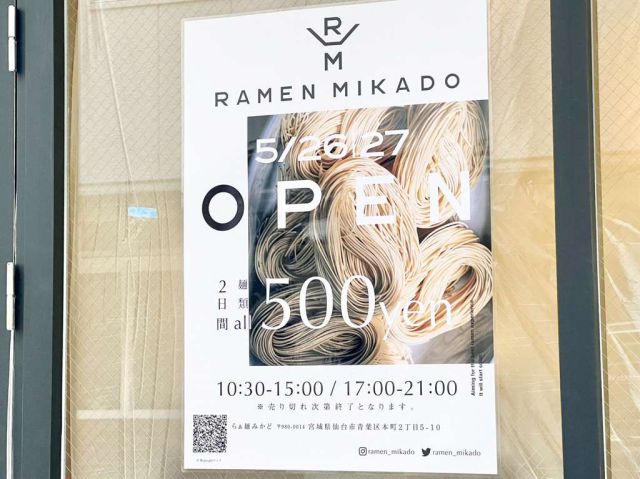 R
M
RAMEN MIKADO
5/26.27
OPEN
2日間
麺類
all 500yen
10:30-15:00 / 17:00-21:00
※売り切れ次第終了となります。
らぁ麺みかど 〒980-0014 宮城県仙台市青葉区本町2丁目5-10
ramen_mikado ramen_mikado